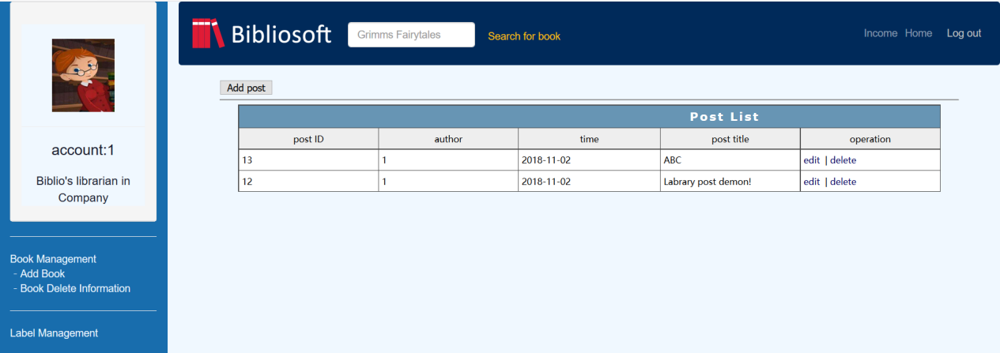 Bibliosoft
Grimms Fairytales
Search for book
Income Home Log out
account:1
Biblio's librarian in
Company
Book Management
- Add Book
- Book Delete Information
Label Management
Add post
Post List
post ID author time post title operation
13 1 2018-11-02 ABC edit | delete
12 1 2018-11-02 Labrary post demon! edit | delete